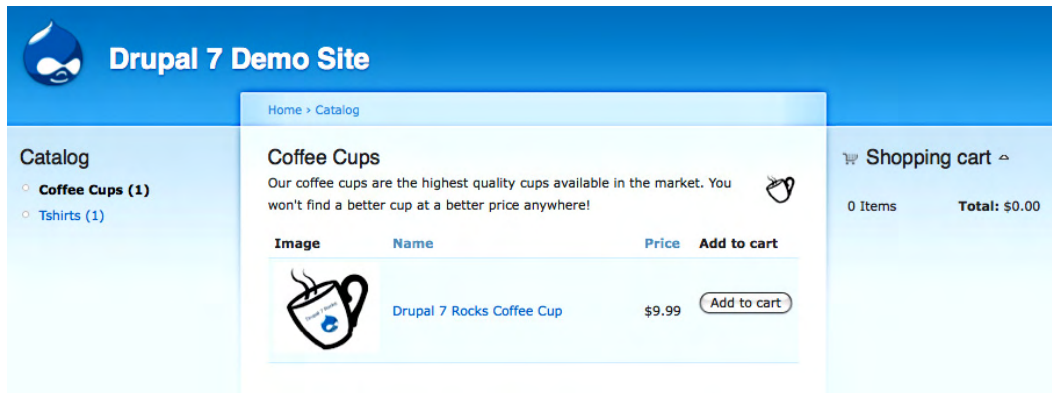 Drupal 7 Demo Site
Home › Catalog
Catalog
Coffee Cups (1)
Tshirts (1)
Coffee Cups
Our coffee cups are the highest quality cups available in the market. You
won't find a better cup at a better price anywhere!
Image Name Price Add to cart
Drupal 7 Rocks
Drupal 7 Rocks Coffee Cup $9.99 Add to cart
Shopping cart
0 Items Total: $0.00